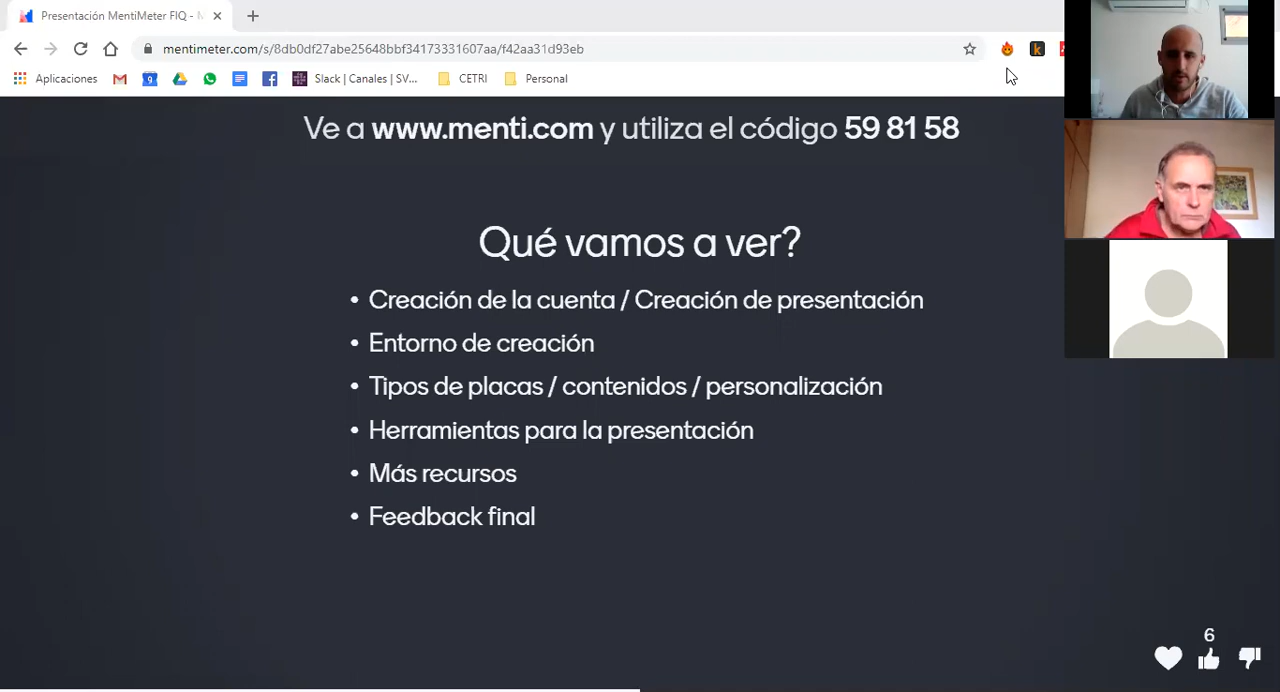 Presentación MentiMeter FIQ - M
mentimeter.com/s/8db0df27abe25648bbf34173331607aa/f42aa31d93eb
Aplicaciones
Slack | Canales | SV...
CETRI
Personal
Ve a www.menti.com y utiliza el código 59 81 58
Qué vamos a ver?
• Creación de la cuenta / Creación de presentación
• Entorno de creación
• Tipos de placas / contenidos / personalización
• Herramientas para la presentación
• Más recursos
• Feedback final
6